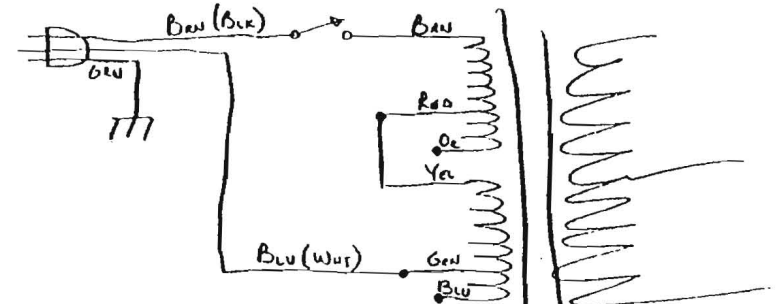 BRN (BLK)
BRN
GRN
RED
OR
YEL
BLU (WHT)
GRN
BLU